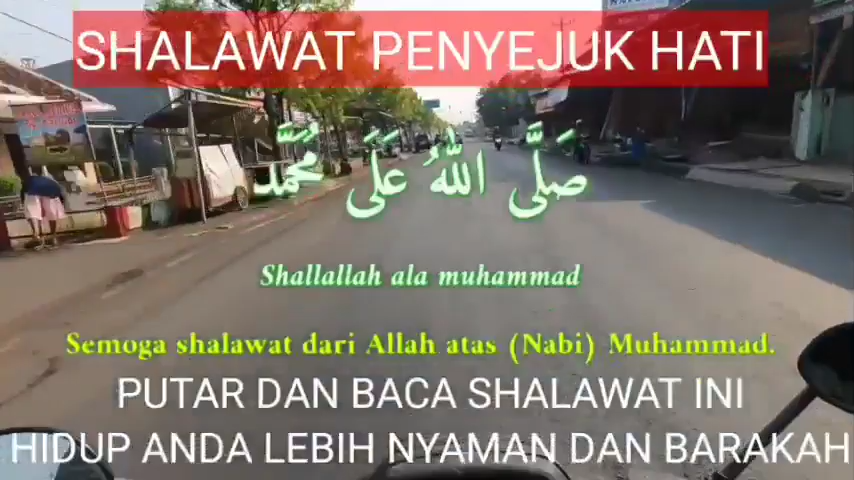 SHALAWAT PENYEJUK HATI
صَلَّى اللّٰهُ عَلَى مُحَمَّد
Shallallah ala muhammad
Semoga shalawat dari Allah atas (Nabi) Muhammad.
PUTAR DAN BACA SHALAWAT INI
HIDUP ANDA LEBIH NYAMAN DAN BARAKAH